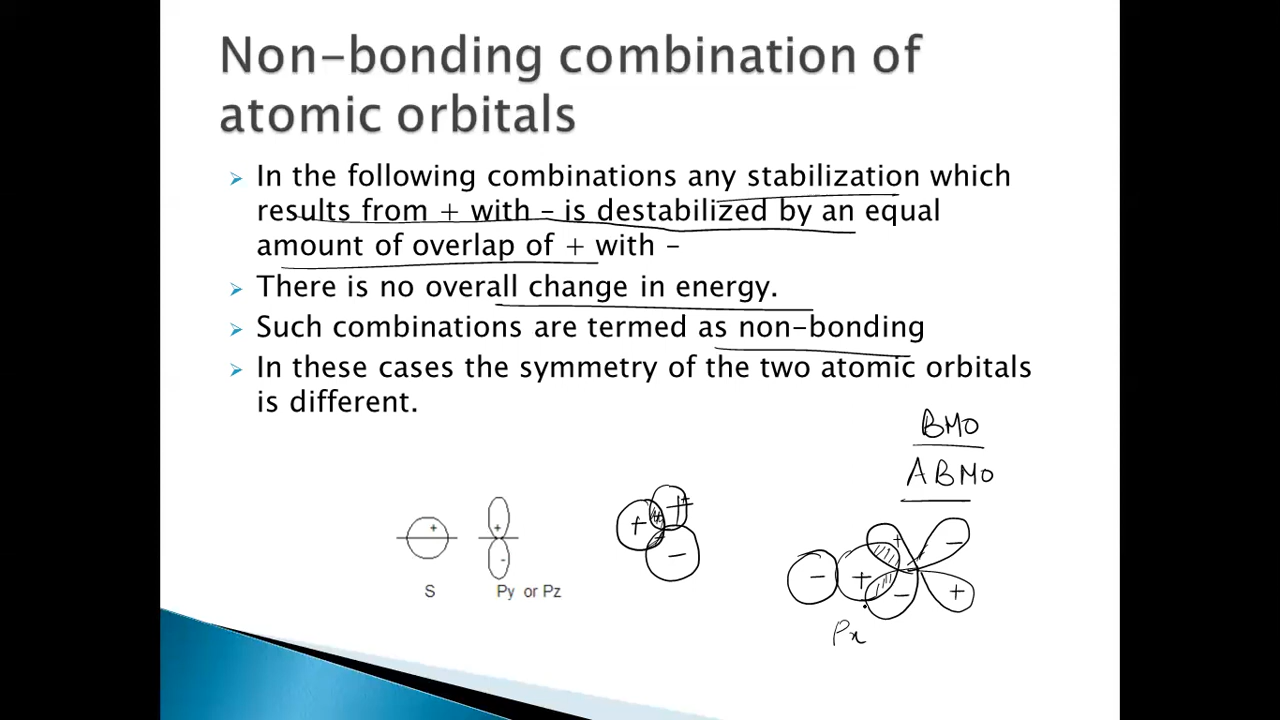 Non-bonding combination of
atomic orbitals
➢ In the following combinations any stabilization which
results from + with - is destabilized by an equal
amount of overlap of + with -
➢ There is no overall change in energy.
➢ Such combinations are termed as non-bonding
➢ In these cases the symmetry of the two atomic orbitals
is different.
BMO
ABMO
+ + - + + -
S Py or Pz
- + - +
Px